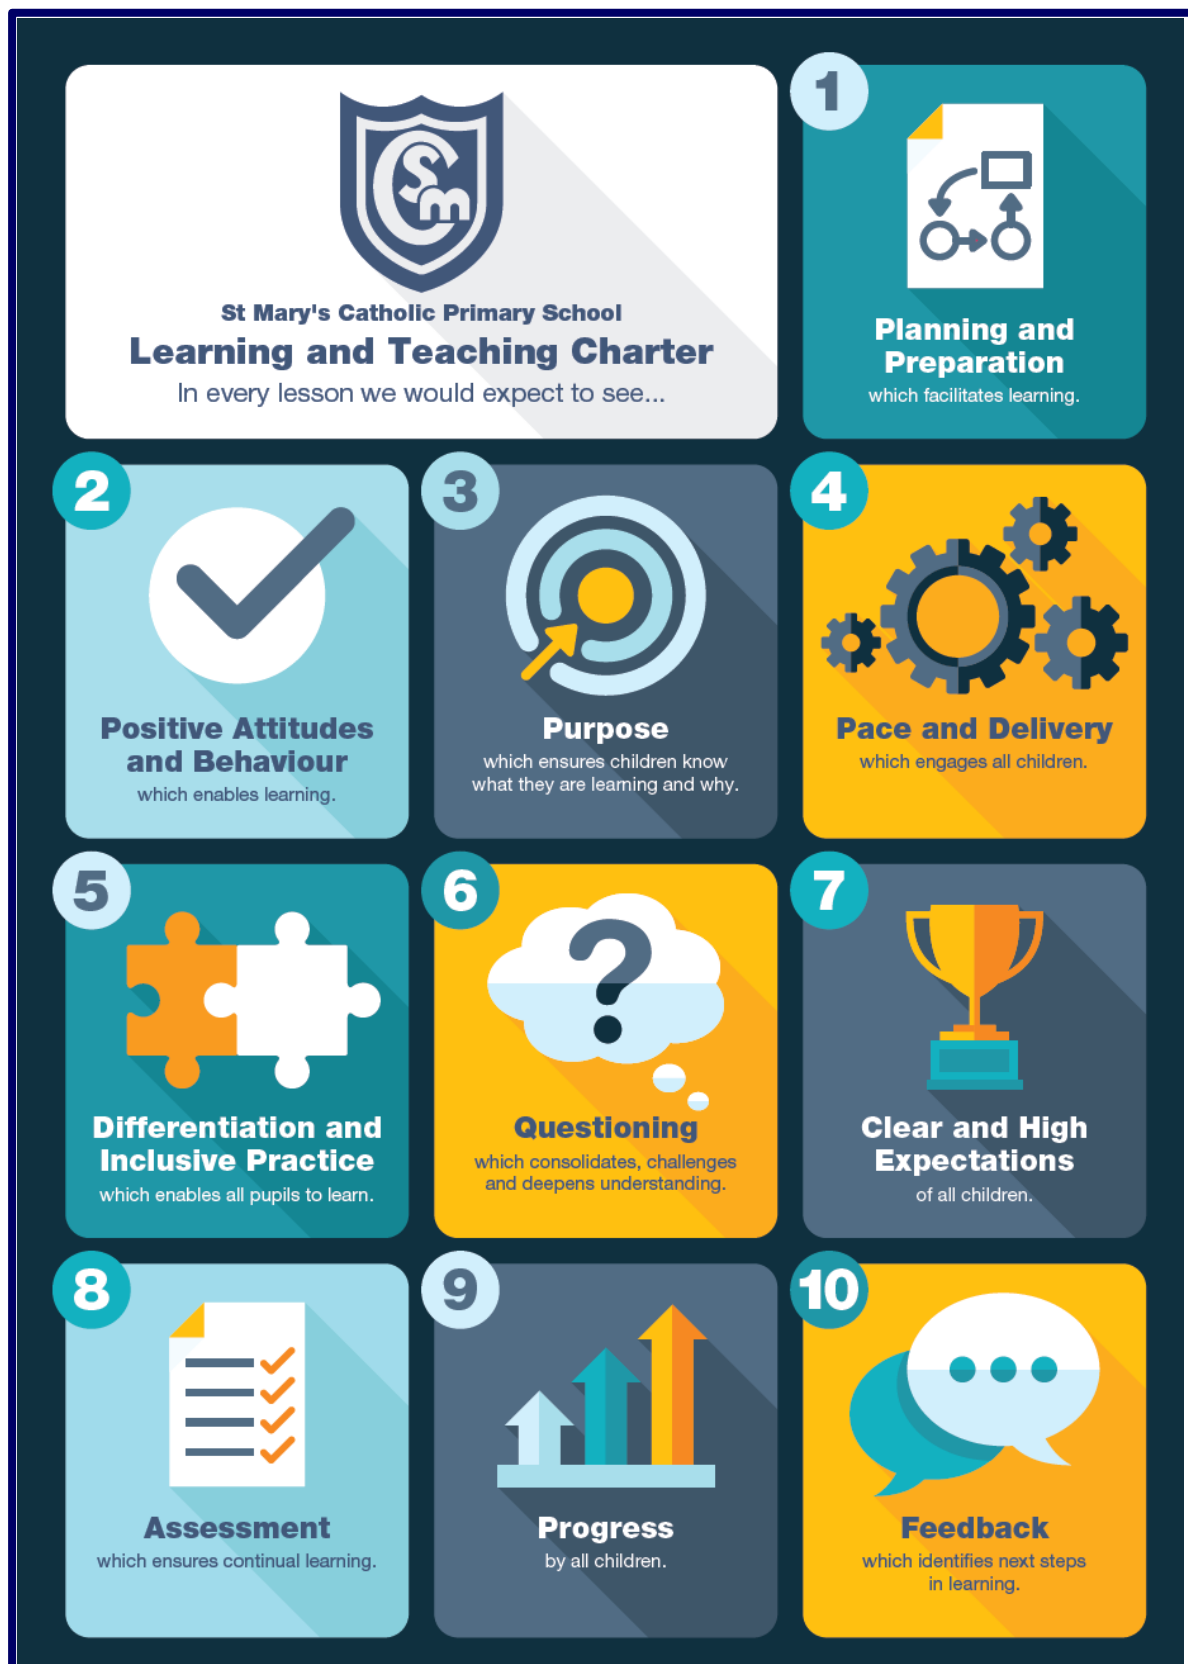 CSm
St Mary's Catholic Primary School
Learning and Teaching Charter
In every lesson we would expect to see...
1
Planning and
Preparation
which facilitates learning.
2
Positive Attitudes
and Behaviour
which enables learning.
3
Purpose
which ensures children know
what they are learning and why.
4
Pace and Delivery
which engages all children.
5
Differentiation and
Inclusive Practice
which enables all pupils to learn.
6
?
Questioning
which consolidates, challenges
and deepens understanding.
7
Clear and High
Expectations
of all children.
8
Assessment
which ensures continual learning.
9
Progress
by all children.
10
Feedback
which identifies next steps
in learning.